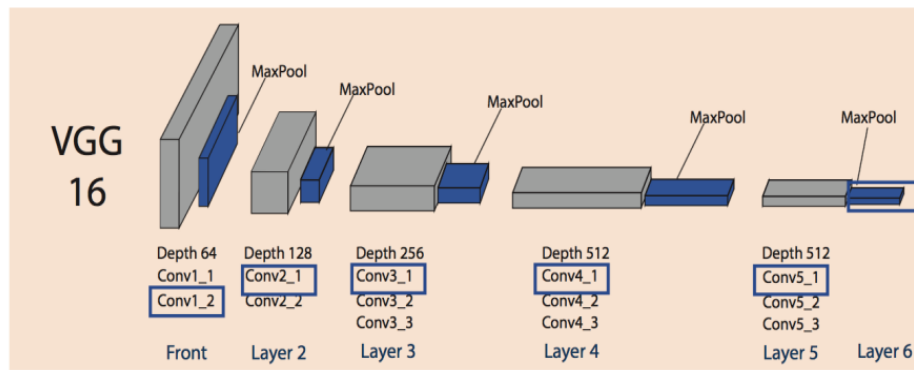 VGG
16
MaxPool
MaxPool
MaxPool
MaxPool
MaxPool
Depth 64
Conv1_1
Conv1_2
Front
Depth 128
Conv2_1
Conv2_2
Layer 2
Depth 256
Conv3_1
Conv3_2
Conv3_3
Layer 3
Depth 512
Conv4_1
Conv4_2
Conv4_3
Layer 4
Depth 512
Conv5_1
Conv5_2
Conv5_3
Layer 5
Layer 6